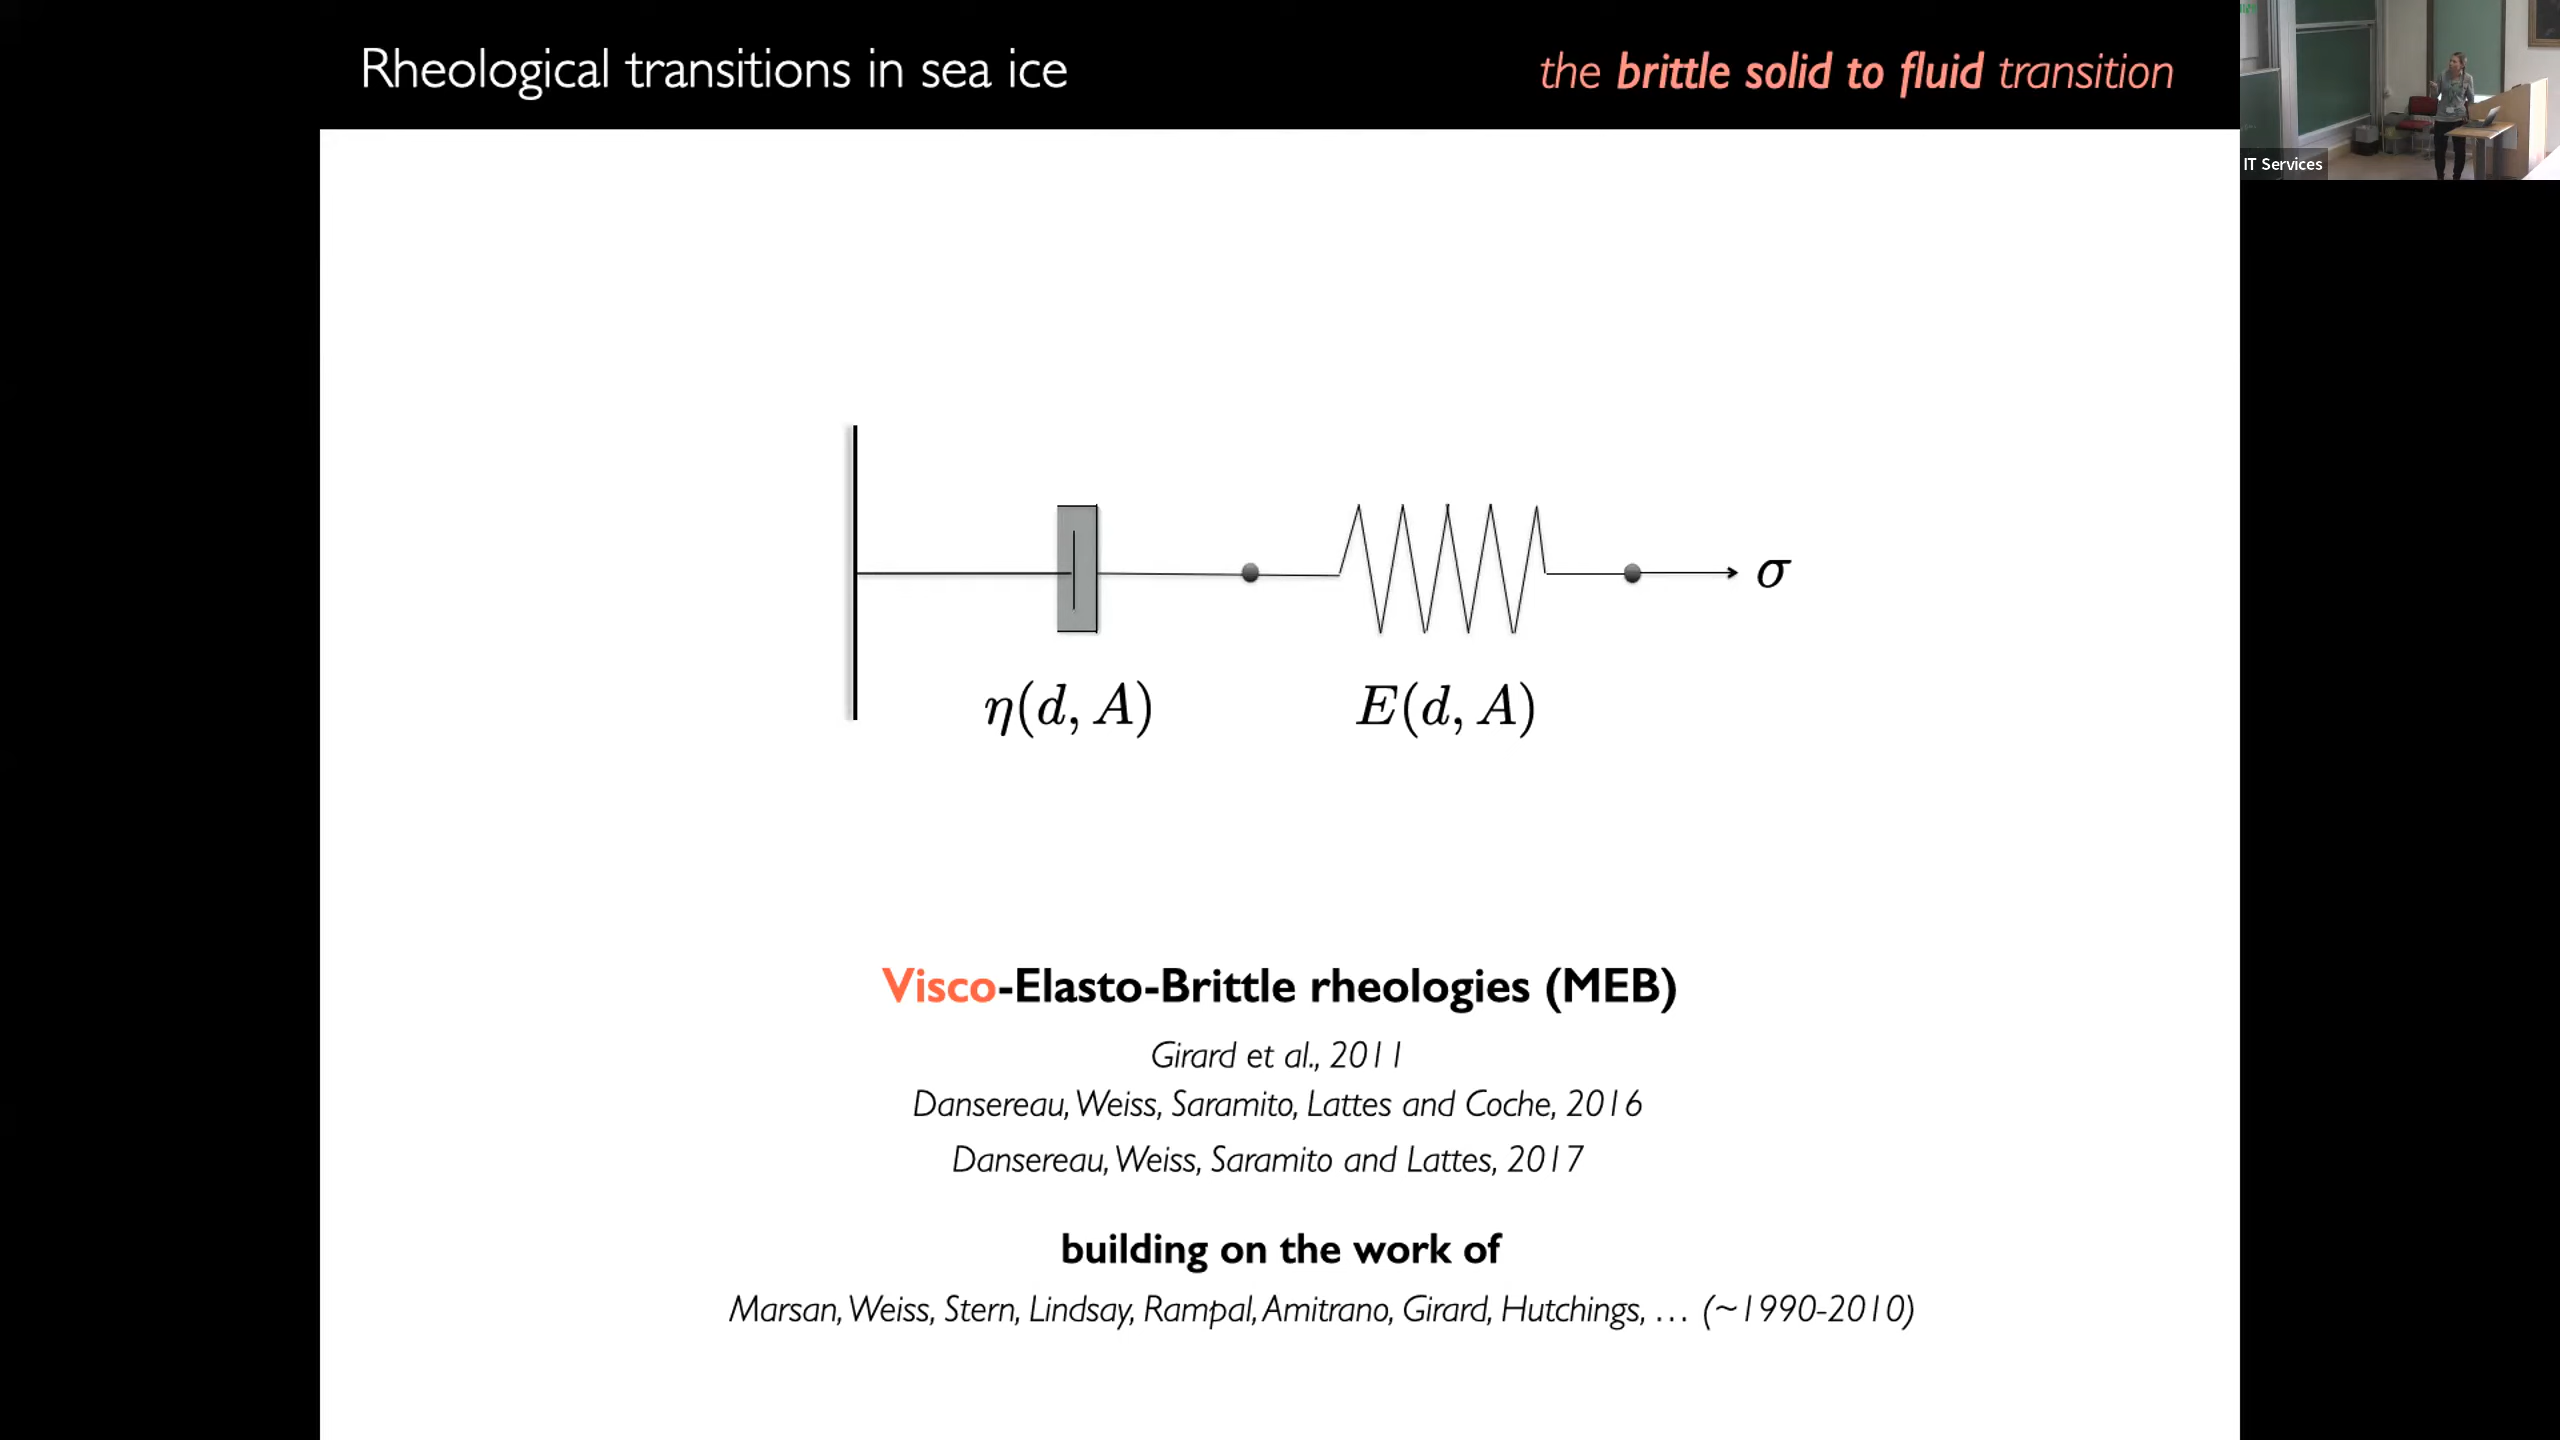 Rheological transitions in sea ice
the brittle solid to fluid transition
IT Services
σ
η(d, A)
E(d, A)
Visco-Elasto-Brittle rheologies (MEB)
Girard et al., 2011
Dansereau, Weiss, Saramito, Lattes and Coche, 2016
Dansereau, Weiss, Saramito and Lattes, 2017
building on the work of
Marsan, Weiss, Stern, Lindsay, Rampal, Amitrano, Girard, Hutchings, … (~1990-2010)